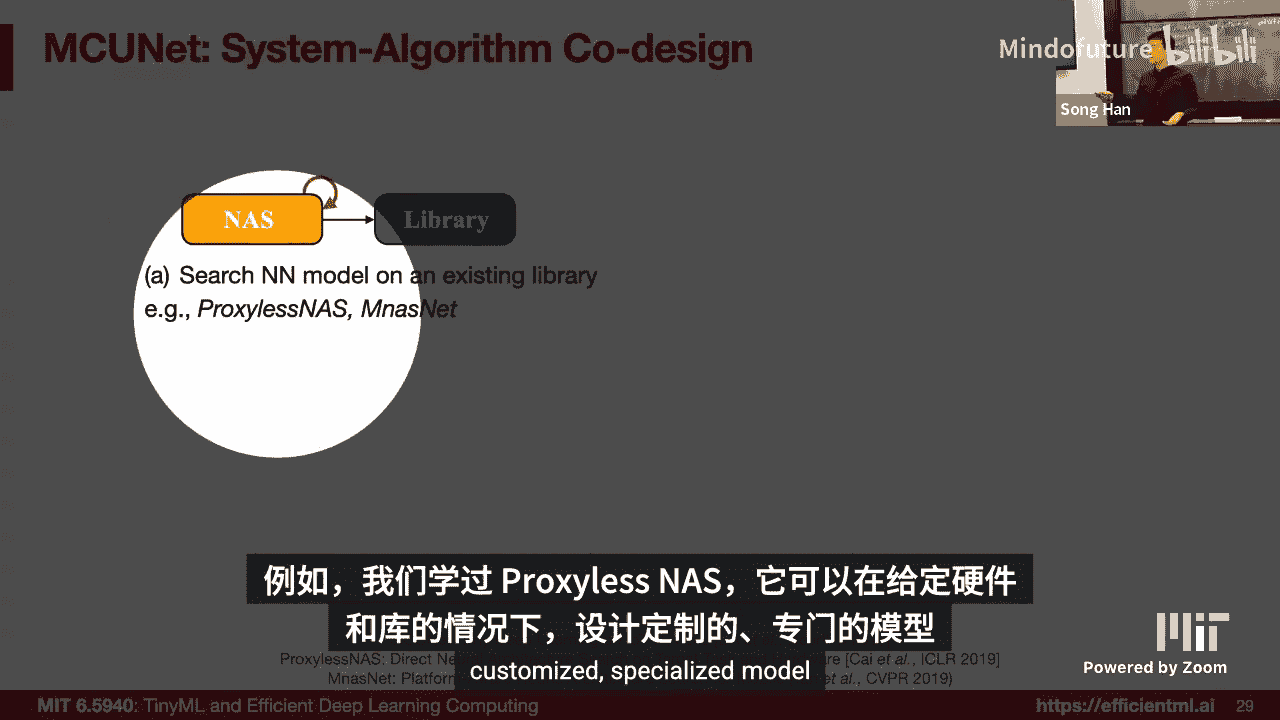 MCUNet: System-Algorithm Co-design
Mindofuture
bilibili
Song Han
NAS
Library
(a) Search NN model on an existing library
e.g., ProxylessNAS, MnasNet
例如，我们学过 Proxyless NAS，它可以在给定硬件
和库的情况下，设计定制的、专门的模型
customized, specialized model
ProxylessNAS: Direct Ne
re [Cai et al., ICLR 2019]
MnasNet: Platfor
et al., CVPR 2019)
MIT
Powered by Zoom
MIT 6.5940: TinyML and Efficient Deep Learning Computing
https://efficientml.ai
29